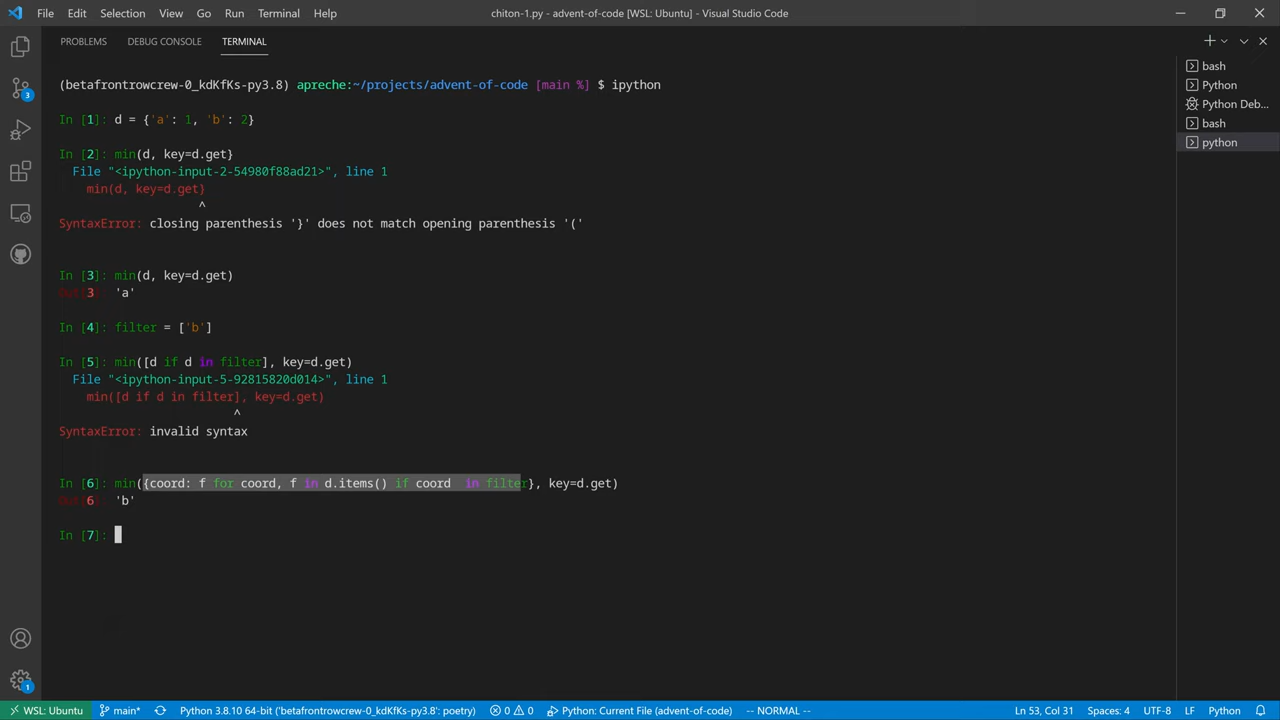 File Edit Selection View Go Run Terminal Help chiton-1.py - advent-of-code [WSL: Ubuntu] - Visual Studio Code
PROBLEMS DEBUG CONSOLE TERMINAL
bash
(betafrontrowcrew-0_kdKfKs-py3.8) apreche:~/projects/advent-of-code [main %] $ ipython
Python
3
Python Deb...
In [1]: d = {'a': 1, 'b': 2}
bash
python
In [2]: min(d, key=d.get}
File "<ipython-input-2-54980f88ad21>", line 1
min(d, key=d.get}
^
SyntaxError: closing parenthesis '}' does not match opening parenthesis '('
In [3]: min(d, key=d.get)
Out[3]: 'a'
In [4]: filter = ['b']
In [5]: min([d if d in filter], key=d.get)
File "<ipython-input-5-92815820d014>", line 1
min([d if d in filter], key=d.get)
^
SyntaxError: invalid syntax
In [6]: min({coord: f for coord, f in d.items() if coord  in filter}, key=d.get)
Out[6]: 'b'
In [7]:
1
WSL: Ubuntu main* Python 3.8.10 64-bit ('betafrontrowcrew-0_kdKfKs-py3.8': poetry) 0 0 Python: Current File (advent-of-code) -- NORMAL -- Ln 53, Col 31 Spaces: 4 UTF-8 LF Python